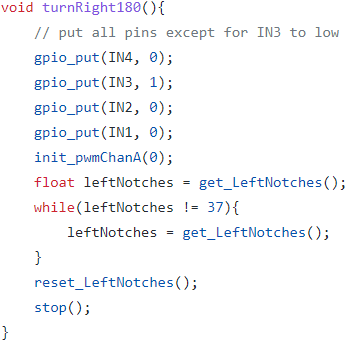 void turnRight180(){
// put all pins except for IN3 to low
gpio_put(IN4, 0);
gpio_put(IN3, 1);
gpio_put(IN2, 0);
gpio_put(IN1, 0);
init_pwmChanA(0);
float leftNotches = get_LeftNotches();
while(leftNotches != 37){
leftNotches = get_LeftNotches();
}
reset_LeftNotches();
stop();
}